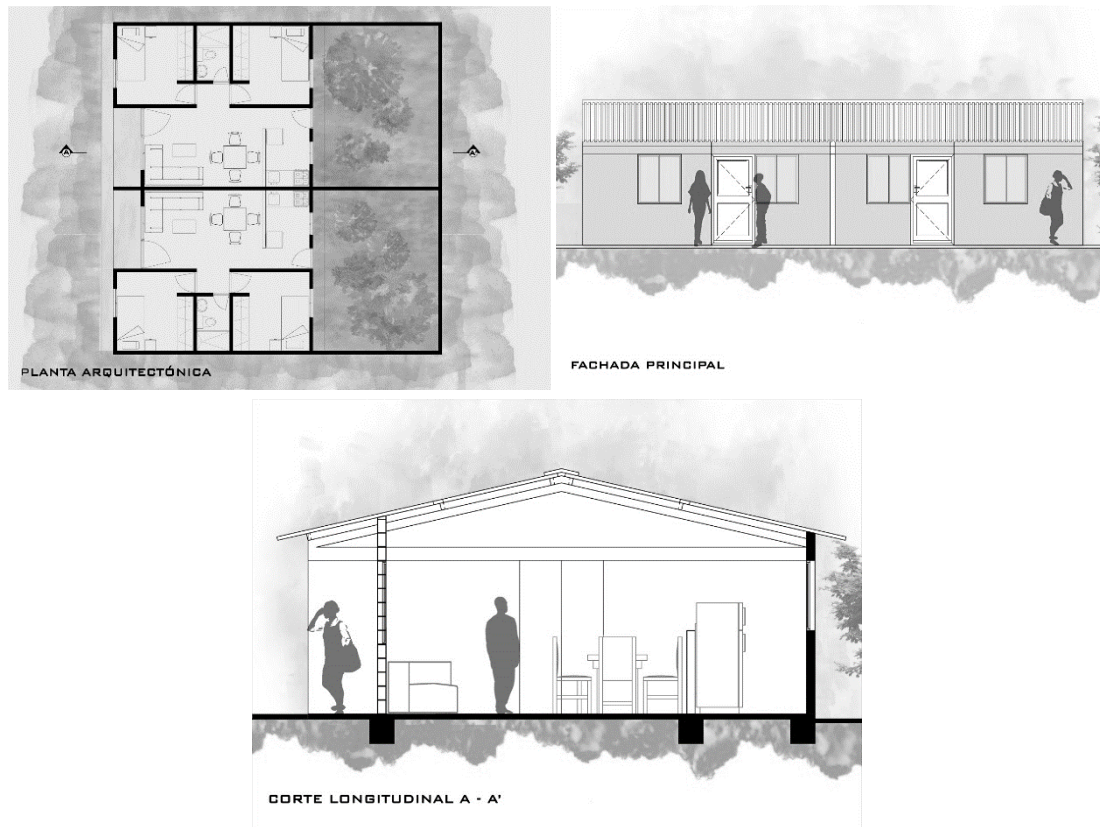 A
A'
PLANTA ARQUITECTÓNICA
FACHADA PRINCIPAL
CORTE LONGITUDINAL A - A'